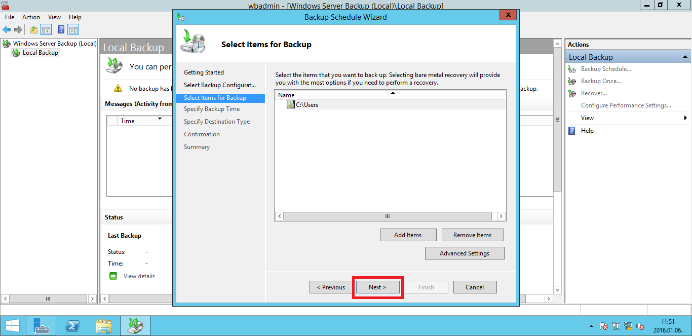 wbadmin - [Windows Server Backup (Local)\Local Backup]
File Action View Help
Windows Server Backup (Local)
Local Backup
Local Backup
You can per
No backup has b
Messages (Activity from
Time
Status
Last Backup
Status: -
Time: -
View details
Backup Schedule Wizard
Select Items for Backup
Getting Started
Select Backup Configurat...
Select Items for Backup
Specify Backup Time
Specify Destination Type
Confirmation
Summary
Select the items that you want to back up. Selecting bare metal recovery will provide
you with the most options if you need to perform a recovery.
Name
C:\Users
Add Items Remove Items
Advanced Settings
< Previous Next > Finish Cancel
ackup.
Actions
Local Backup
Backup Schedule...
Backup Once...
Recover...
Configure Performance Settings...
View
Help
11:51
2016.01.06.